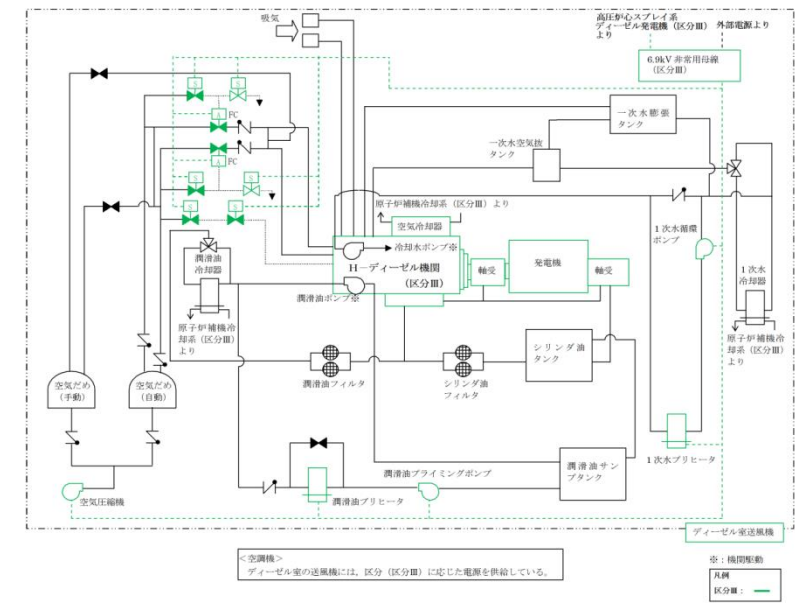 吸気
高圧炉心スプレイ系
ディーゼル発電機（区分Ⅲ）
より
外部電源より
6.9kV 非常用母線
（区分Ⅲ）
S
S
A
FC
FC
A
S
S
S
S
一次水膨張
タンク
一次水空気抜
タンク
原子炉補機冷却系（区分Ⅲ）より
空気冷却器
1次水循環
ポンプ
冷却水ポンプ※
H－ディーゼル機関
（区分Ⅲ）
軸受
発電機
軸受
潤滑油
冷却器
潤滑油ポンプ※
1次水
冷却器
原子炉補機冷
却系（区分Ⅲ）
より
原子炉補機冷
却系（区分Ⅲ）
より
シリンダ油
タンク
潤滑油フィルタ
シリンダ油
フィルタ
空気だめ
（手動）
空気だめ
（自動）
1次水プリヒータ
潤滑油プライミングポンプ
潤滑油サン
プタンク
空気圧縮機
潤滑油プリヒータ
ディーゼル室送風機
＜空調機＞
ディーゼル室の送風機には，区分（区分Ⅲ）に応じた電源を供給している。
※：機関駆動
凡例
区分Ⅲ：